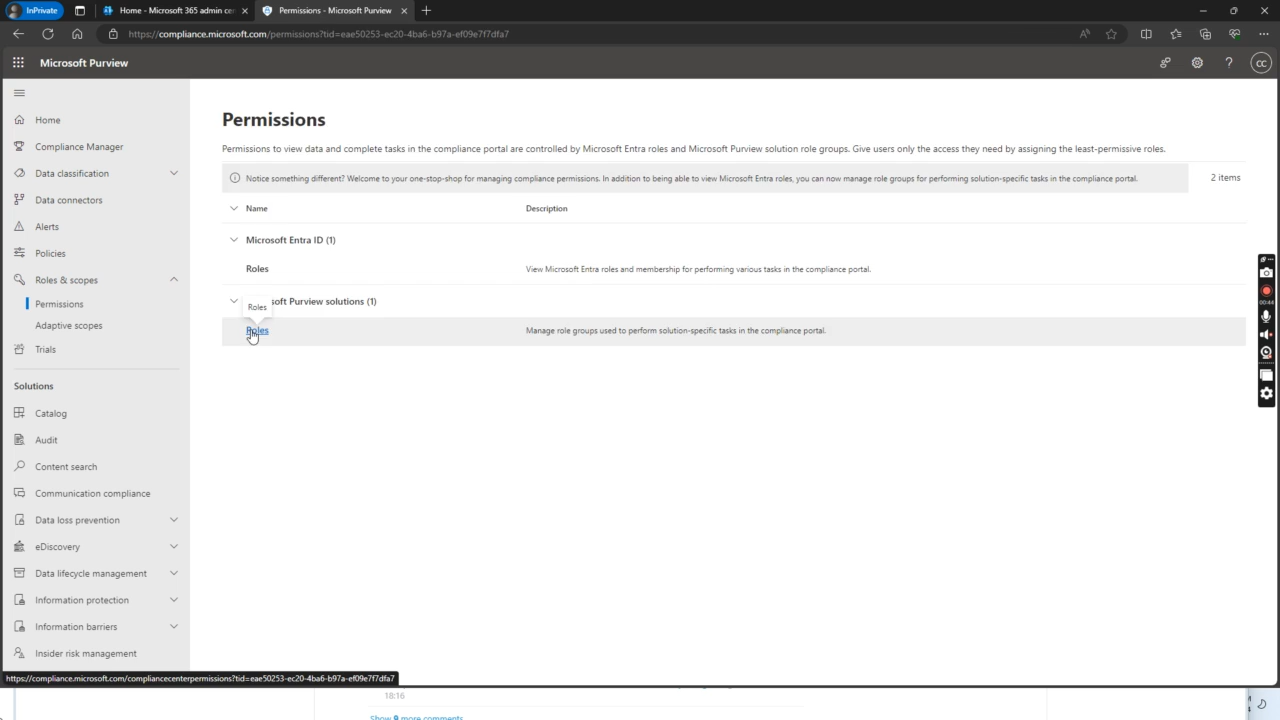 InPrivate
Home - Microsoft 365 admin cen
Permissions - Microsoft Purview
https://compliance.microsoft.com/permissions?tid=eae50253-ec20-4ba6-b97a-ef09e7f7dfa7
Microsoft Purview
CC
Home
Compliance Manager
Data classification
Data connectors
Alerts
Policies
Roles & scopes
Permissions
Adaptive scopes
Trials
Solutions
Catalog
Audit
Content search
Communication compliance
Data loss prevention
eDiscovery
Data lifecycle management
Information protection
Information barriers
Insider risk management
Permissions
Permissions to view data and complete tasks in the compliance portal are controlled by Microsoft Entra roles and Microsoft Purview solution role groups. Give users only the access they need by assigning the least-permissive roles.
Notice something different? Welcome to your one-stop-shop for managing compliance permissions. In addition to being able to view Microsoft Entra roles, you can now manage role groups for performing solution-specific tasks in the compliance portal.
2 items
Name Description
Microsoft Entra ID (1)
Roles View Microsoft Entra roles and membership for performing various tasks in the compliance portal.
Roles
soft Purview solutions (1)
Roles Manage role groups used to perform solution-specific tasks in the compliance portal.
00:44
https://compliance.microsoft.com/compliancecenterpermissions?tid=eae50253-ec20-4ba6-b97a-ef09e7f7dfa7
18:16
Show 9 more comments